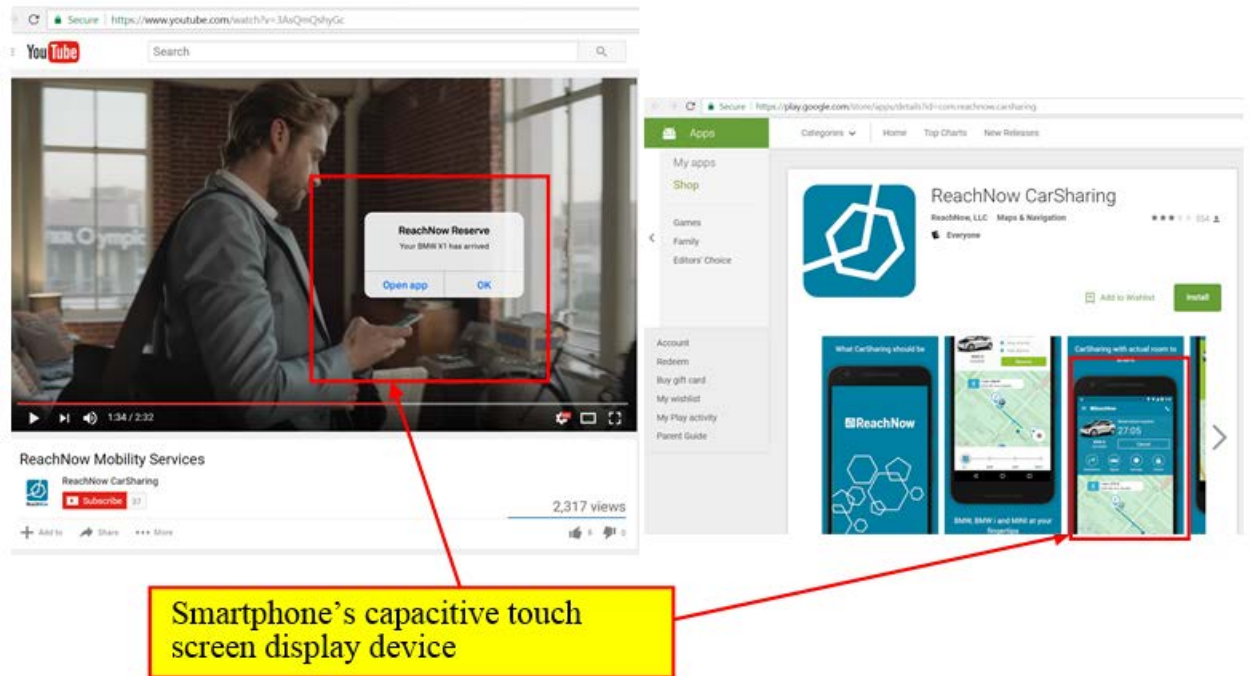 Secure | https://www.youtube.com/watch?v=3AsQmQshyGc
YouTube
Search
ReachNow Reserve
Your BMW X1 has arrived
Open app OK
1:34 / 2:32
ReachNow Mobility Services
ReachNow CarSharing
Subscribe 37
2,317 views
Add to Share More
Secure | https://play.google.com/store/apps/details?id=com.reachnow.carsharing
Apps
Categories Home Top Charts New Releases
My apps
Shop
Games
Family
Editors' Choice
Account
Redeem
Buy gift card
My wishlist
My Play activity
Parent Guide
ReachNow CarSharing
ReachNow, LLC Maps & Navigation
Everyone
Add to Wishlist
Install
What CarSharing should be
ReachNow
BMW, BMW i and MINI at your
fingertips
CarSharing with actual room to
27:05
Smartphone's capacitive touch
screen display device